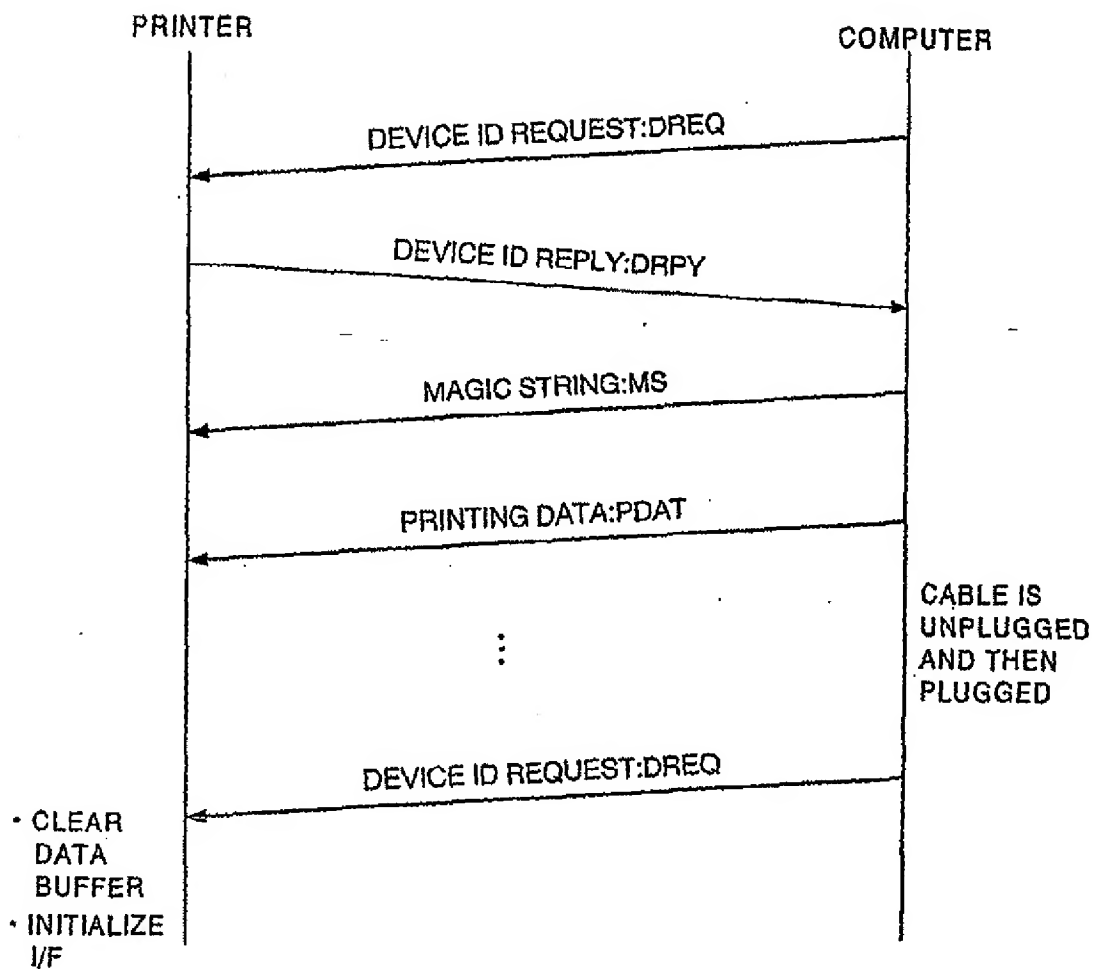 PRINTER
COMPUTER
DEVICE ID REQUEST:DREQ
DEVICE ID REPLY:DRPY
MAGIC STRING:MS
PRINTING DATA:PDAT
CABLE IS
UNPLUGGED
AND THEN
PLUGGED
DEVICE ID REQUEST:DREQ
• CLEAR
DATA
BUFFER
• INITIALIZE
I/F